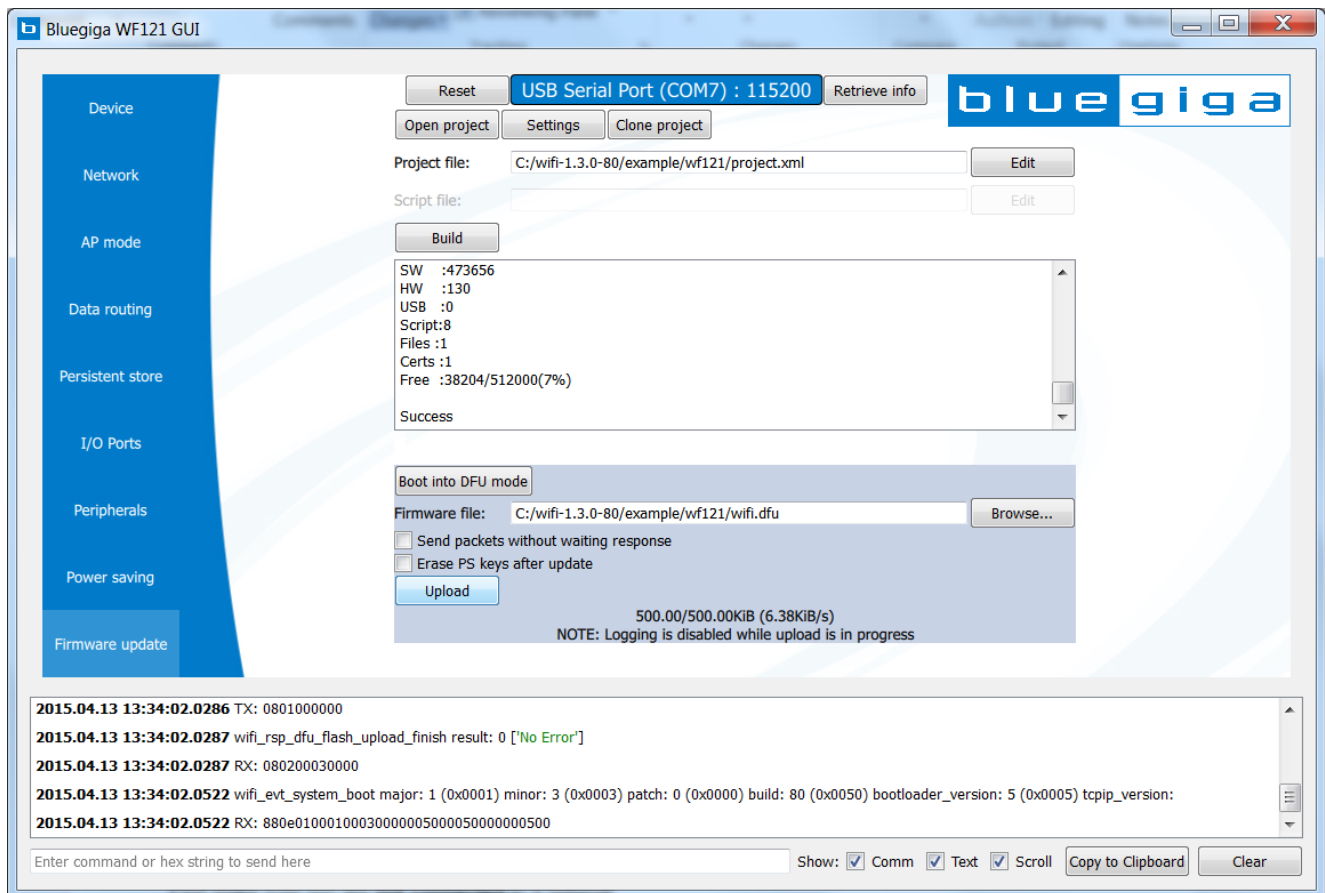 Bluegiga WF121 GUI
Reset
USB Serial Port (COM7) : 115200
Retrieve info
bluegiga
Device
Open project
Settings
Clone project
Project file:
C:/wifi-1.3.0-80/example/wf121/project.xml
Edit
Network
Script file:
Edit
AP mode
Build
SW :473656
HW :130
USB :0
Script:8
Files :1
Certs :1
Free :38204/512000(7%)
Success
Data routing
Persistent store
I/O Ports
Boot into DFU mode
Peripherals
Firmware file:
C:/wifi-1.3.0-80/example/wf121/wifi.dfu
Browse...
Send packets without waiting response
Erase PS keys after update
Power saving
Upload
500.00/500.00KiB (6.38KiB/s)
NOTE: Logging is disabled while upload is in progress
Firmware update
2015.04.13 13:34:02.0286 TX: 0801000000
2015.04.13 13:34:02.0287 wifi_rsp_dfu_flash_upload_finish result: 0 ['No Error']
2015.04.13 13:34:02.0287 RX: 080200030000
2015.04.13 13:34:02.0522 wifi_evt_system_boot major: 1 (0x0001) minor: 3 (0x0003) patch: 0 (0x0000) build: 80 (0x0050) bootloader_version: 5 (0x0005) tcpip_version:
2015.04.13 13:34:02.0522 RX: 880e01000100030000005000050000000500
Enter command or hex string to send here
Show:
Comm
Text
Scroll
Copy to Clipboard
Clear